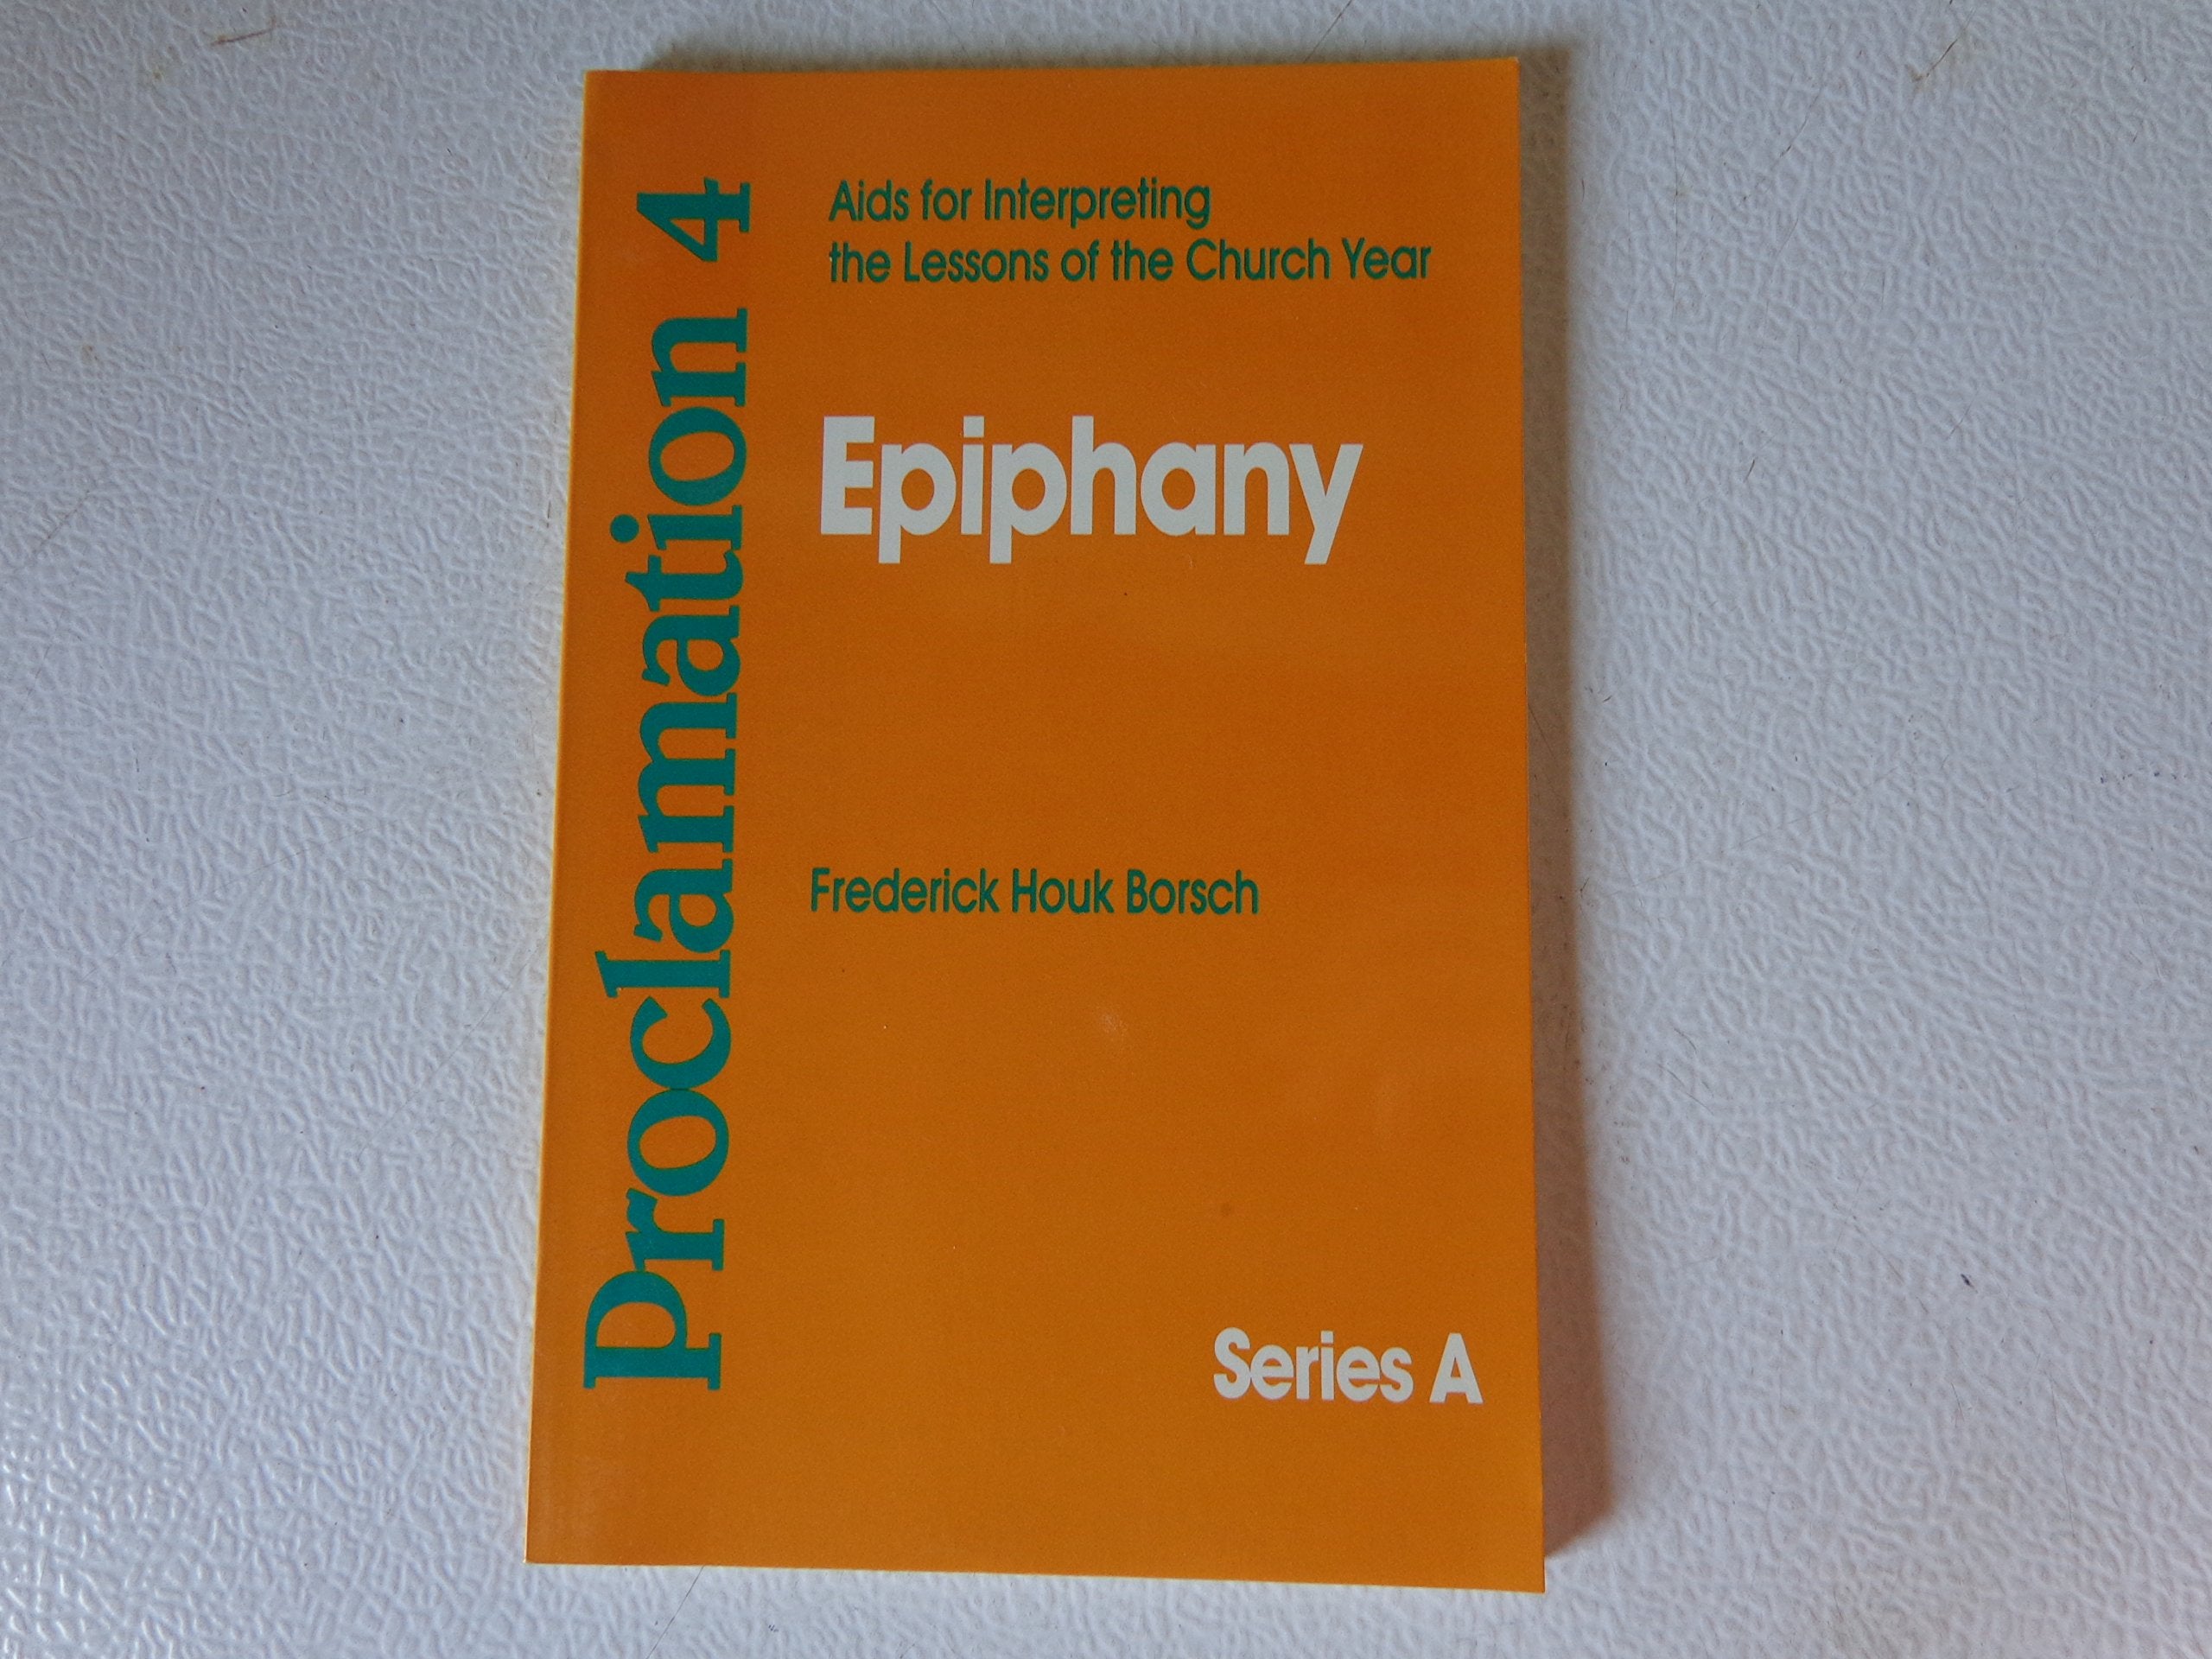 Proclamation 4
Aids for Interpreting
the Lessons of the Church Year
Epiphany
Frederick Houk Borsch
Series A